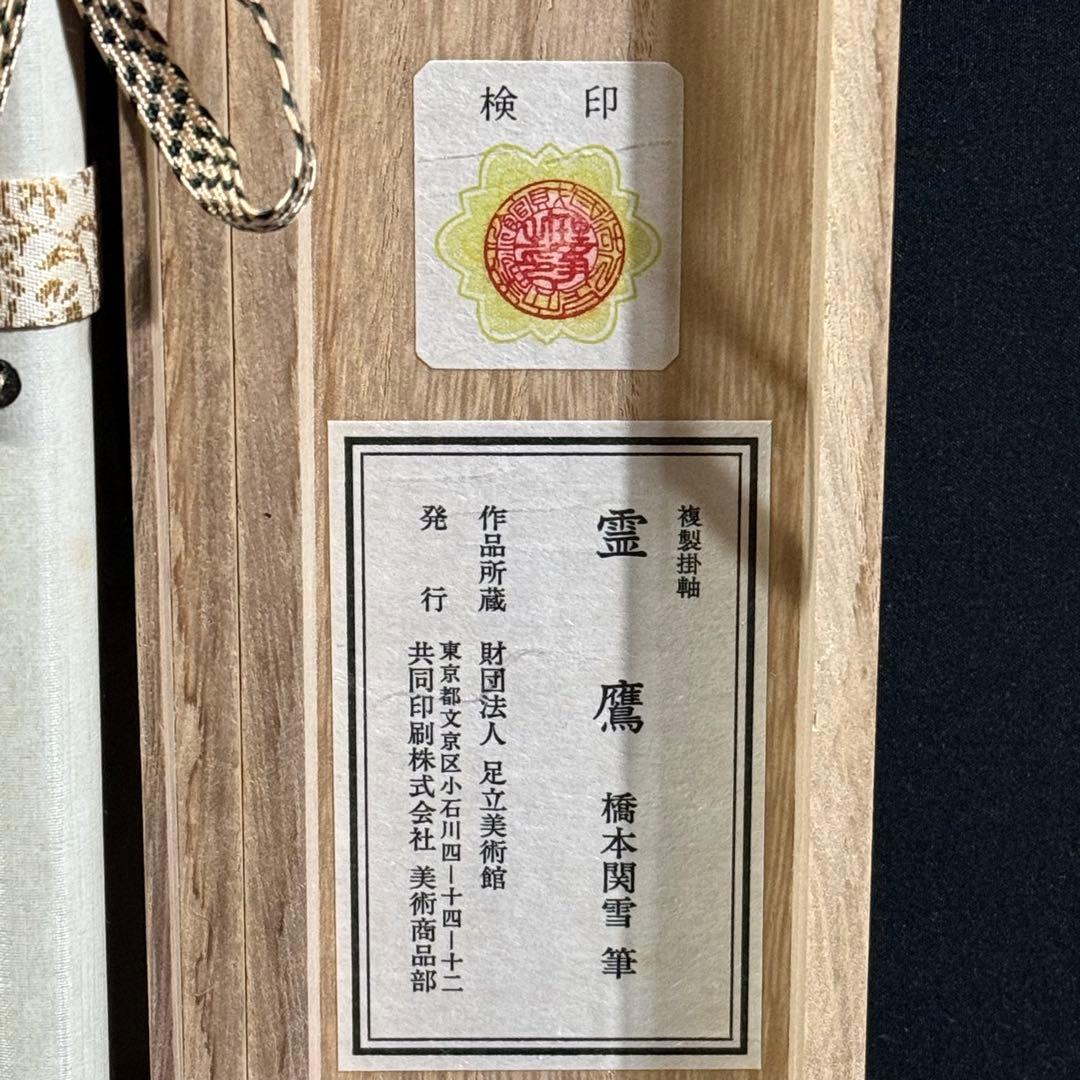 検印
複製掛軸
霊鷹 橋本関雪 筆
作品所蔵 財団法人 足立美術館
発行 東京都文京区小石川四ー十四ー十二
共同印刷株式会社 美術商品部